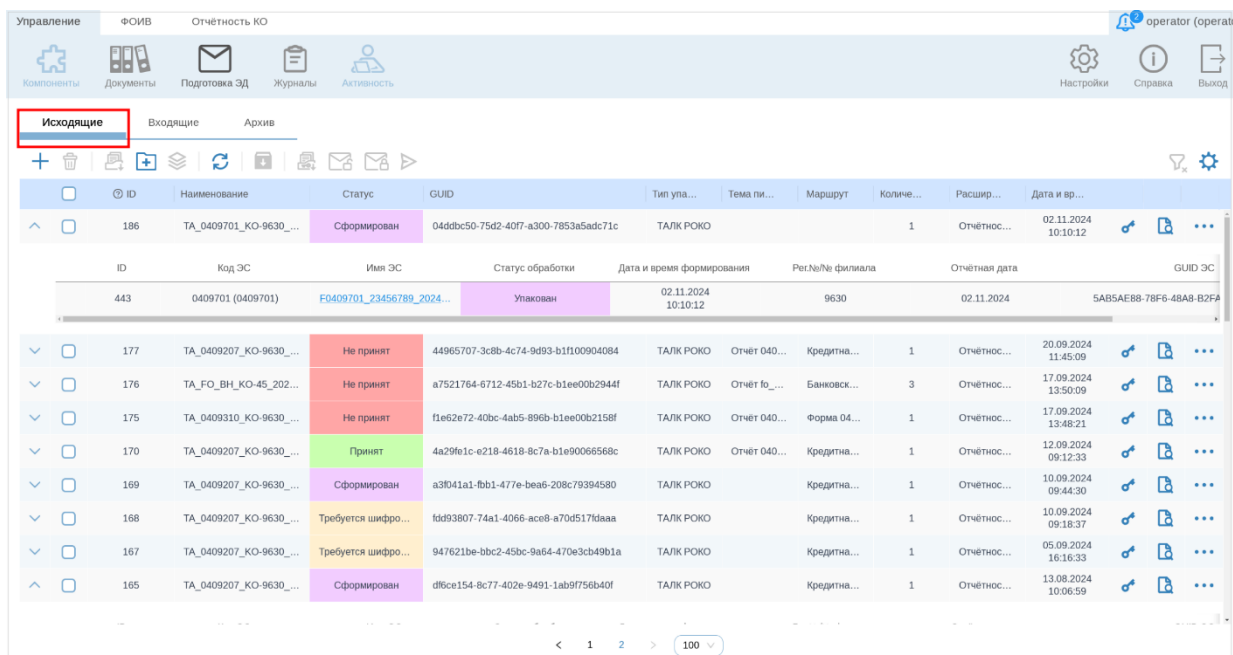 Управление ФОИВ Отчётность КО 2 operator (operat
Компоненты Документы Подготовка ЭД Журналы Активность Настройки Справка Выход
Исходящие Входящие Архив
ID Наименование Статус GUID Тип упа... Тема пи... Маршрут Количе... Расшир... Дата и вр...
186 TA_0409701_KO-9630_... Сформирован 04ddbc50-75d2-40f7-a300-7853a5adc71c ТАЛК РОКО 1 Отчётнос... 02.11.2024
10:10:12
ID Код ЭС Имя ЭС Статус обработки Дата и время формирования Рег.№/№ филиала Отчётная дата GUID ЭС
443 0409701 (0409701) F0409701_23456789_2024... Упакован 02.11.2024
10:10:12 9630 02.11.2024 5AB5AE88-78F6-48A8-B2FA
177 TA_0409207_KO-9630_... Не принят 44965707-3c8b-4c74-9d93-b1f100904084 ТАЛК РОКО Отчёт 040... Кредитна... 1 Отчётнос... 20.09.2024
11:45:09
176 TA_FO_BH_KO-45_202... Не принят a7521764-6712-45b1-b27c-b1ee00b2944f ТАЛК РОКО Отчёт fo_... Банковск... 3 Отчётнос... 17.09.2024
13:50:09
175 TA_0409310_KO-9630_... Не принят f1e62e72-40bc-4ab5-896b-b1ee00b2158f ТАЛК РОКО Отчёт 040... Форма 04... 1 Отчётнос... 17.09.2024
13:48:21
170 TA_0409207_KO-9630_... Принят 4a29fe1c-e218-4618-8c7a-b1e90066568c ТАЛК РОКО Отчёт 040... Кредитна... 1 Отчётнос... 12.09.2024
09:12:33
169 TA_0409207_KO-9630_... Сформирован a3f041a1-fbb1-477e-bea6-208c79394580 ТАЛК РОКО Кредитна... 1 Отчётнос... 10.09.2024
09:44:30
168 TA_0409207_KO-9630_... Требуется шифро... fdd93807-74a1-4066-ace8-a70d517fdaaa ТАЛК РОКО Кредитна... 1 Отчётнос... 10.09.2024
09:18:37
167 TA_0409207_KO-9630_... Требуется шифро... 947621be-bbc2-45bc-9a64-470e3cb49b1a ТАЛК РОКО Кредитна... 1 Отчётнос... 05.09.2024
16:16:33
165 TA_0409207_KO-9630_... Сформирован df6ce154-8c77-402e-9491-1ab9f756b40f ТАЛК РОКО Кредитна... 1 Отчётнос... 13.08.2024
10:06:59
< 1 2 > 100